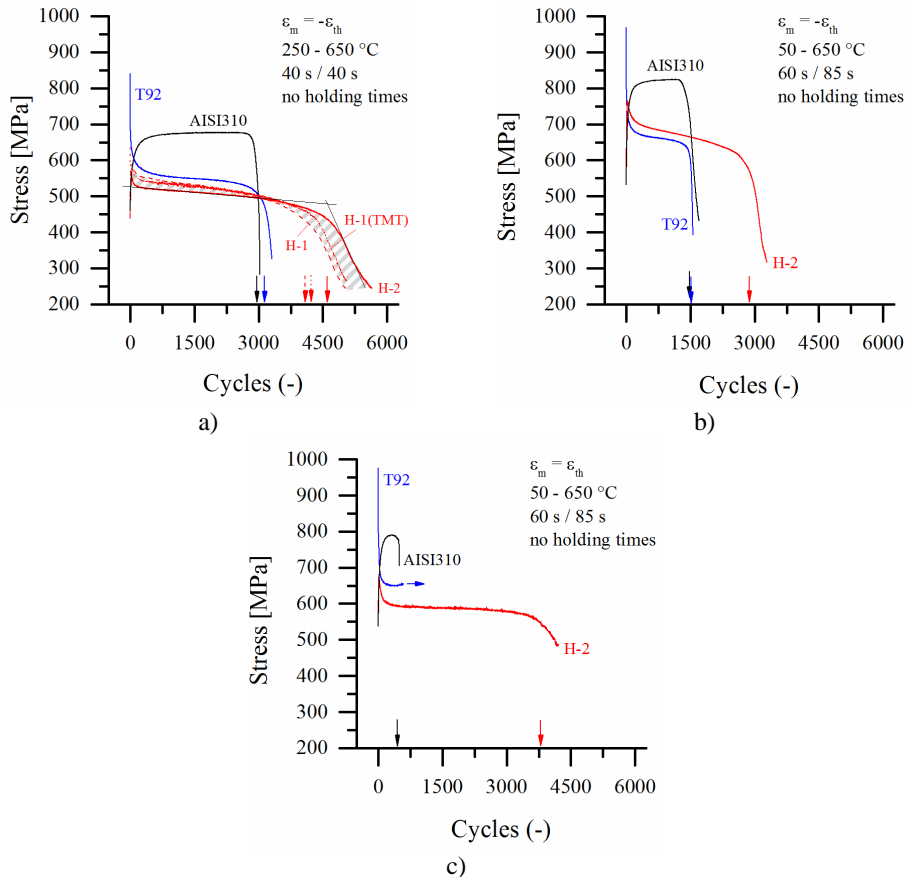 1000
900
800
700
600
500
400
300
200
Stress [MPa]
T92
AISI310
H-1
H-1(TMT)
H-2
εm = -εth
250 - 650 °C
40 s / 40 s
no holding times
0 1500 3000 4500 6000
Cycles (-)
a)
1000
900
800
700
600
500
400
300
200
Stress [MPa]
AISI310
T92
H-2
εm = -εth
50 - 650 °C
60 s / 85 s
no holding times
0 1500 3000 4500 6000
Cycles (-)
b)
1000
900
800
700
600
500
400
300
200
Stress [MPa]
T92
AISI310
H-2
εm = εth
50 - 650 °C
60 s / 85 s
no holding times
0 1500 3000 4500 6000
Cycles (-)
c)